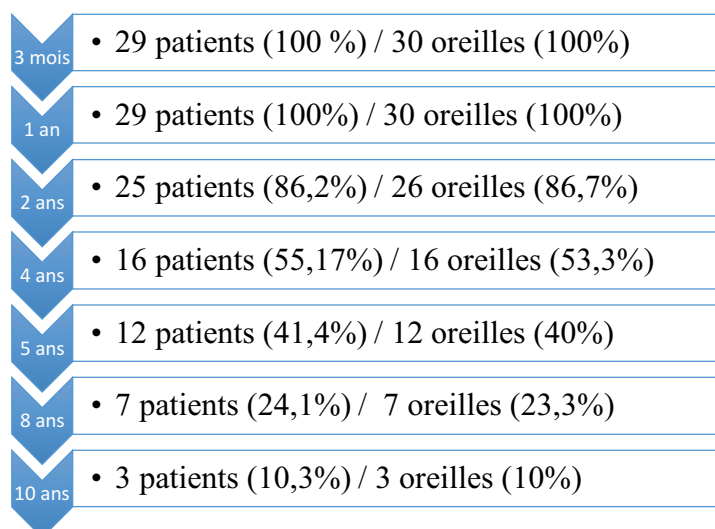 3 mois
• 29 patients (100 %) / 30 oreilles (100%)
1 an
• 29 patients (100%) / 30 oreilles (100%)
2 ans
• 25 patients (86,2%) / 26 oreilles (86,7%)
4 ans
• 16 patients (55,17%) / 16 oreilles (53,3%)
5 ans
• 12 patients (41,4%) / 12 oreilles (40%)
8 ans
• 7 patients (24,1%) / 7 oreilles (23,3%)
10 ans
• 3 patients (10,3%) / 3 oreilles (10%)